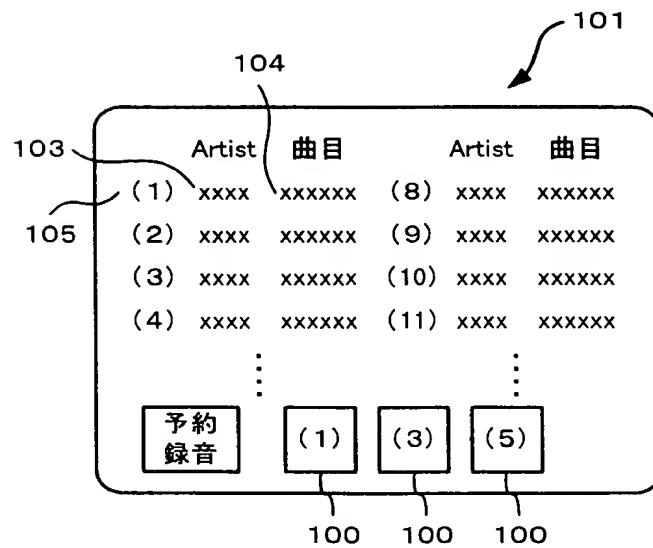 101
104
103
Artist 曲目 Artist 曲目
(1) xxxx xxxxxx (8) xxxx xxxxxx
105
(2) xxxx xxxxxx (9) xxxx xxxxxx
(3) xxxx xxxxxx (10) xxxx xxxxxx
(4) xxxx xxxxxx (11) xxxx xxxxxx
予約
録音
(1) (3) (5)
100 100 100